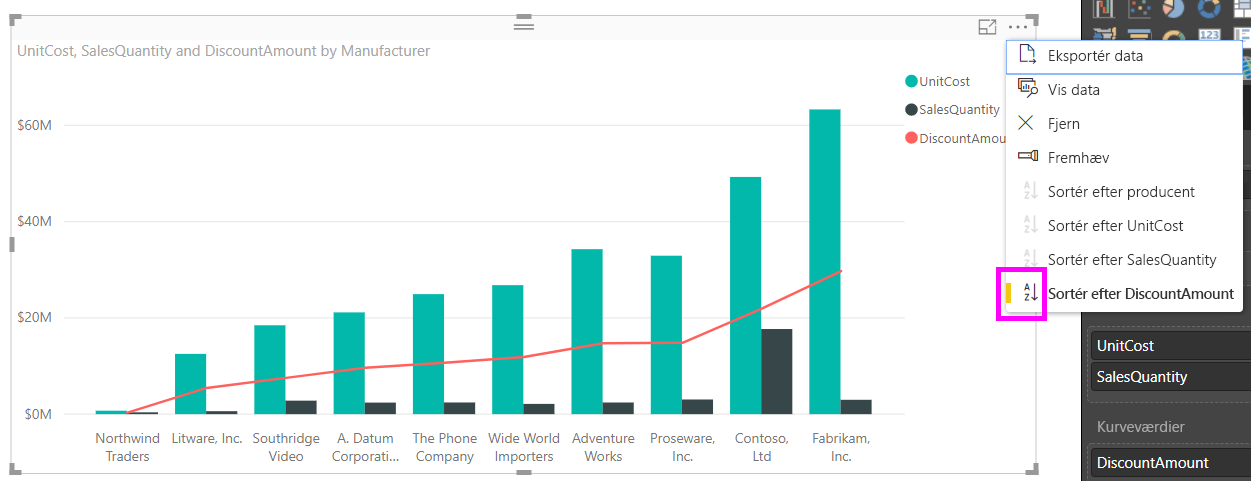 UnitCost, SalesQuantity and DiscountAmount by Manufacturer
UnitCost
SalesQuantity
DiscountAmou
$60M
$40M
$20M
$0M
Northwind
Traders
Litware, Inc.
Southridge
Video
A. Datum
Corporati...
The Phone
Company
Wide World
Importers
Adventure
Works
Proseware,
Inc.
Contoso,
Ltd
Fabrikam,
Inc.
Eksportér data
Vis data
Fjern
Fremhæv
Sortér efter producent
Sortér efter UnitCost
Sortér efter SalesQuantity
Sortér efter DiscountAmount
123
UnitCost
SalesQuantity
Kurveværdier
DiscountAmount